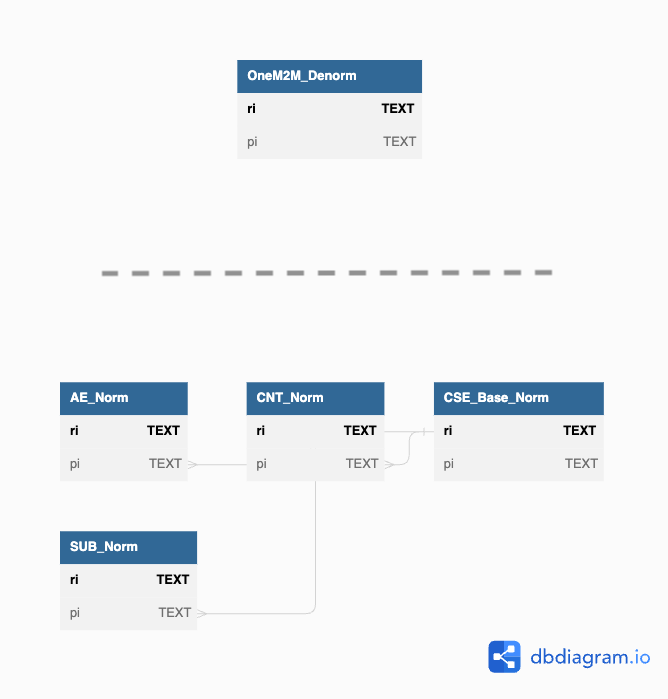 OneM2M_Denorm
ri TEXT
pi TEXT
AE_Norm
ri TEXT
pi TEXT
CNT_Norm
ri TEXT
pi TEXT
CSE_Base_Norm
ri TEXT
pi TEXT
SUB_Norm
ri TEXT
pi TEXT
dbdiagram.io